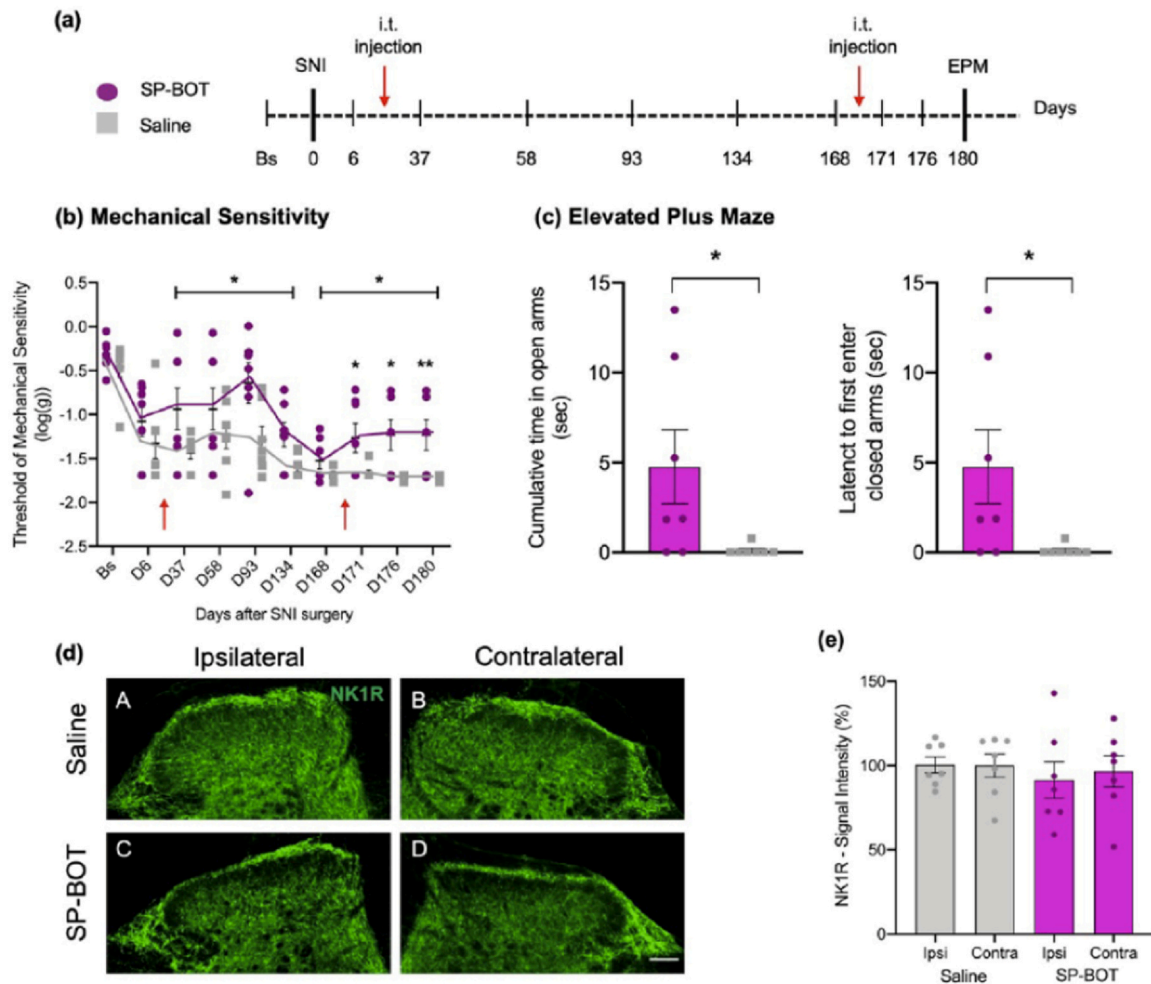 (a)
i.t.
injection
i.t.
injection
SNI
EPM
SP-BOT
Saline
Days
Bs 0 6 37 58 93 134 168 171 176 180
(b) Mechanical Sensitivity
Threshold of Mechanical Sensitivity
(log(g))
0.5
0.0
-0.5
-1.0
-1.5
-2.0
-2.5
* *
* * **
Bs D6 D37 D58 D93 D134 D168 D171 D176 D180
Days after SNI surgery
(c) Elevated Plus Maze
Cumulative time in open arms
(sec)
15
10
5
0
*
Latenct to first enter
closed arms (sec)
15
10
5
0
*
(d)
Ipsilateral Contralateral
Saline
SP-BOT
A NK1R
B
C
D
(e)
NK1R - Signal Intensity (%)
150
100
50
0
Ipsi Contra Ipsi Contra
Saline SP-BOT